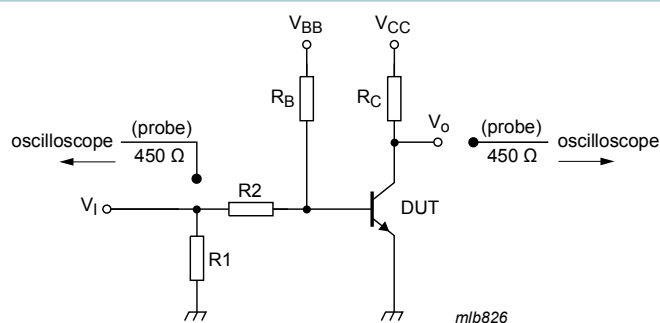 VBB
VCC
RB
RC
Vo
(probe)
450 Ω
oscilloscope
(probe)
450 Ω
oscilloscope
R2
VI
DUT
R1
mlb826